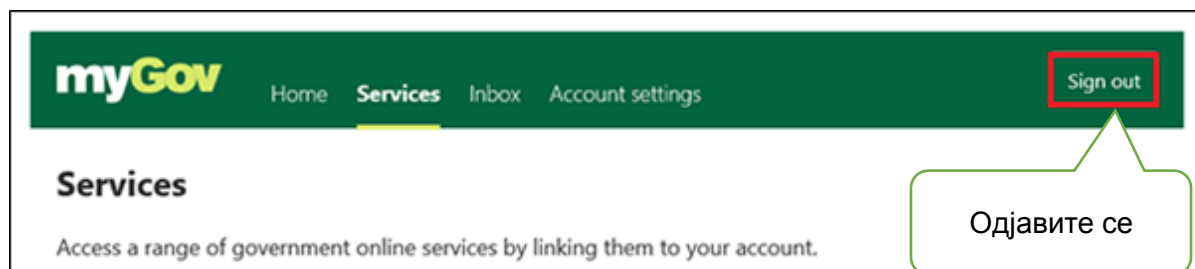 myGov Home Services Inbox Account settings Sign out
Services
Access a range of government online services by linking them to your account.
Одјавите се